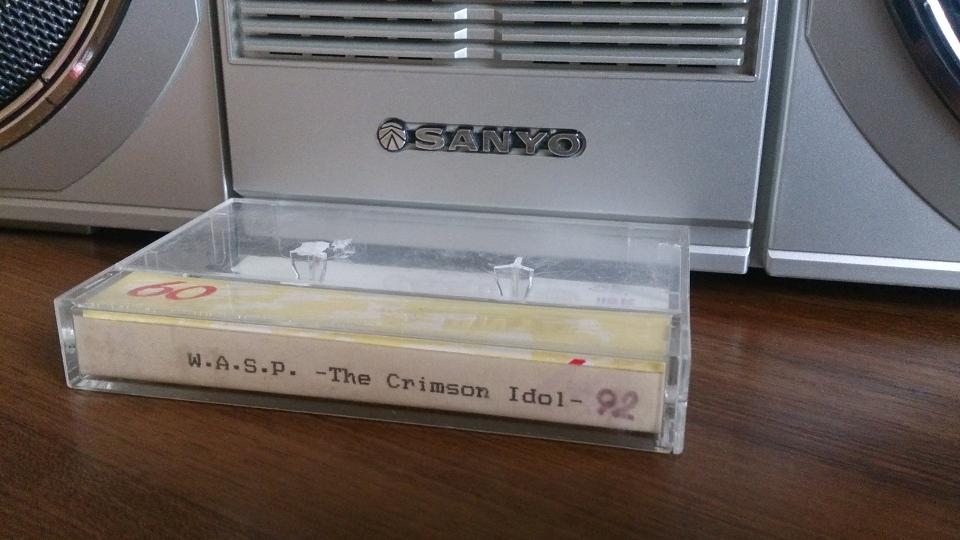 SANYO
60
W.A.S.P. -The Crimson Idol- 92